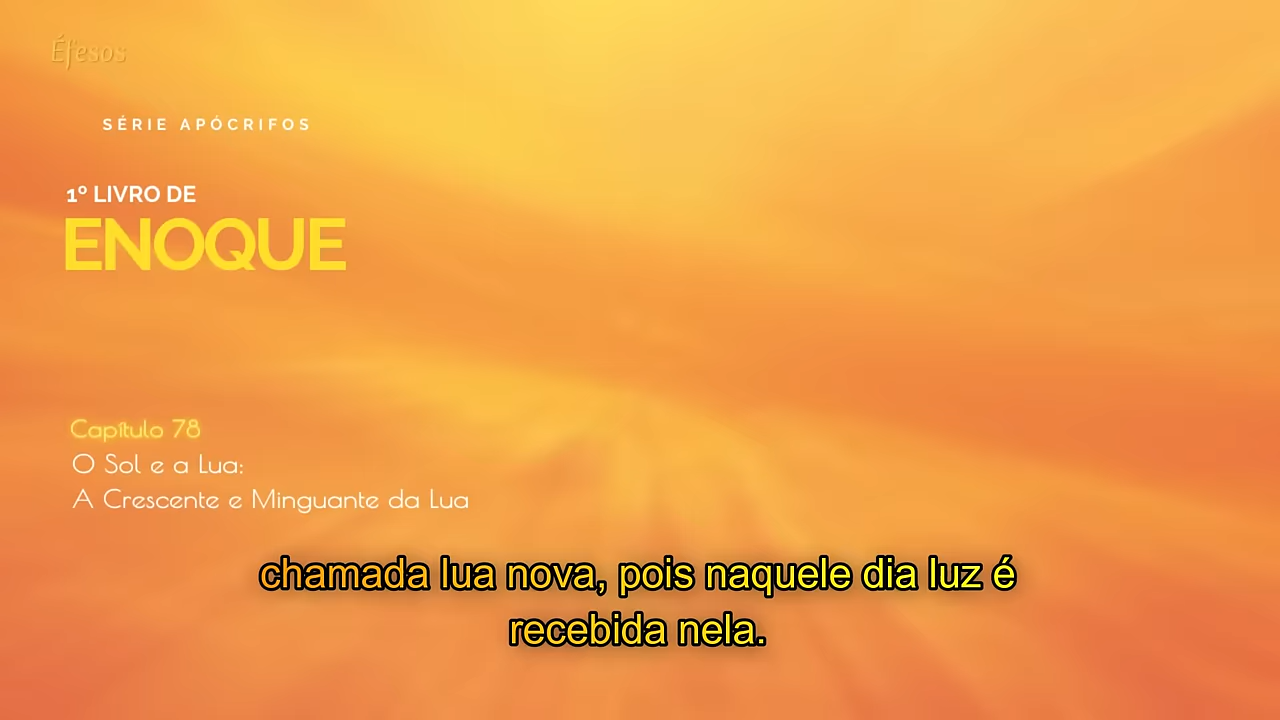 Éfesos
SÉRIE APÓCRIFOS
1º LIVRO DE
ENOQUE
Capítulo 78
O Sol e a Lua:
A Crescente e Minguante da Lua
chamada lua nova, pois naquele dia luz é
recebida nela.